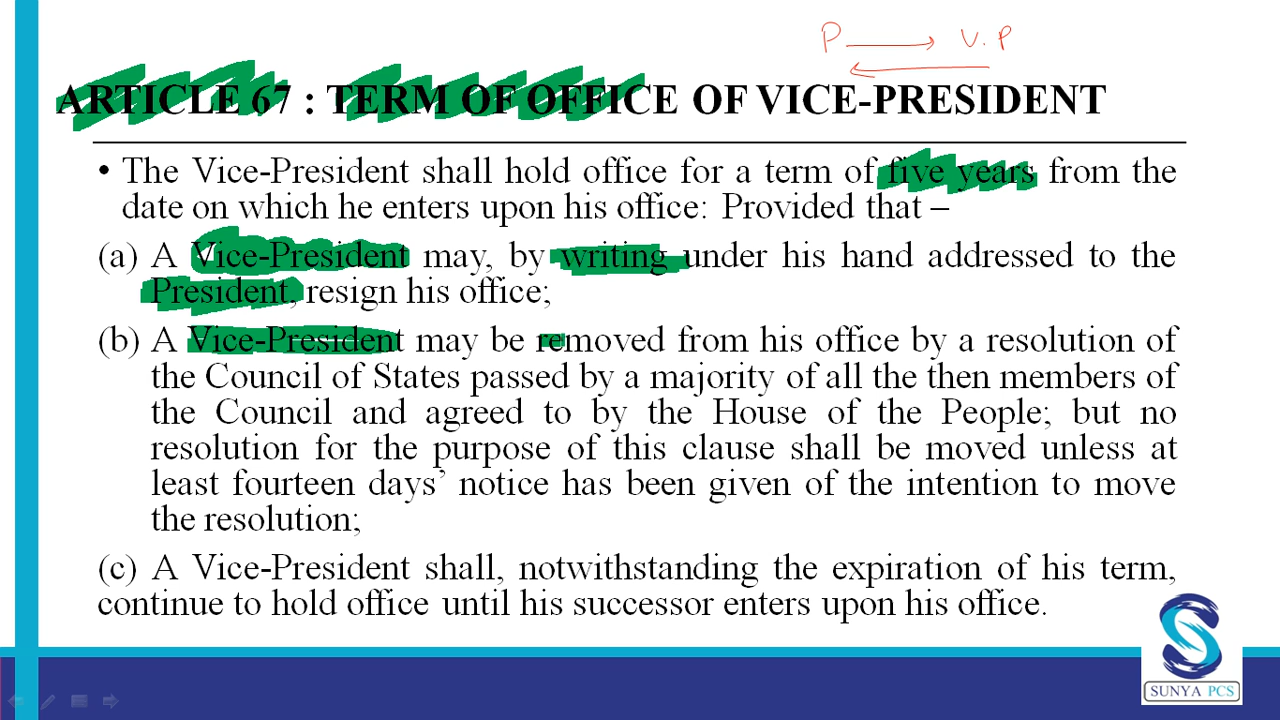 P → V.P
ARTICLE 67 : TERM OF OFFICE OF VICE-PRESIDENT
• The Vice-President shall hold office for a term of five years from the
date on which he enters upon his office: Provided that –
(a) A Vice-President may, by writing under his hand addressed to the
President, resign his office;
(b) A Vice-President may be removed from his office by a resolution of
the Council of States passed by a majority of all the then members of
the Council and agreed to by the House of the People; but no
resolution for the purpose of this clause shall be moved unless at
least fourteen days’ notice has been given of the intention to move
the resolution;
(c) A Vice-President shall, notwithstanding the expiration of his term,
continue to hold office until his successor enters upon his office.
SUNYA PCS